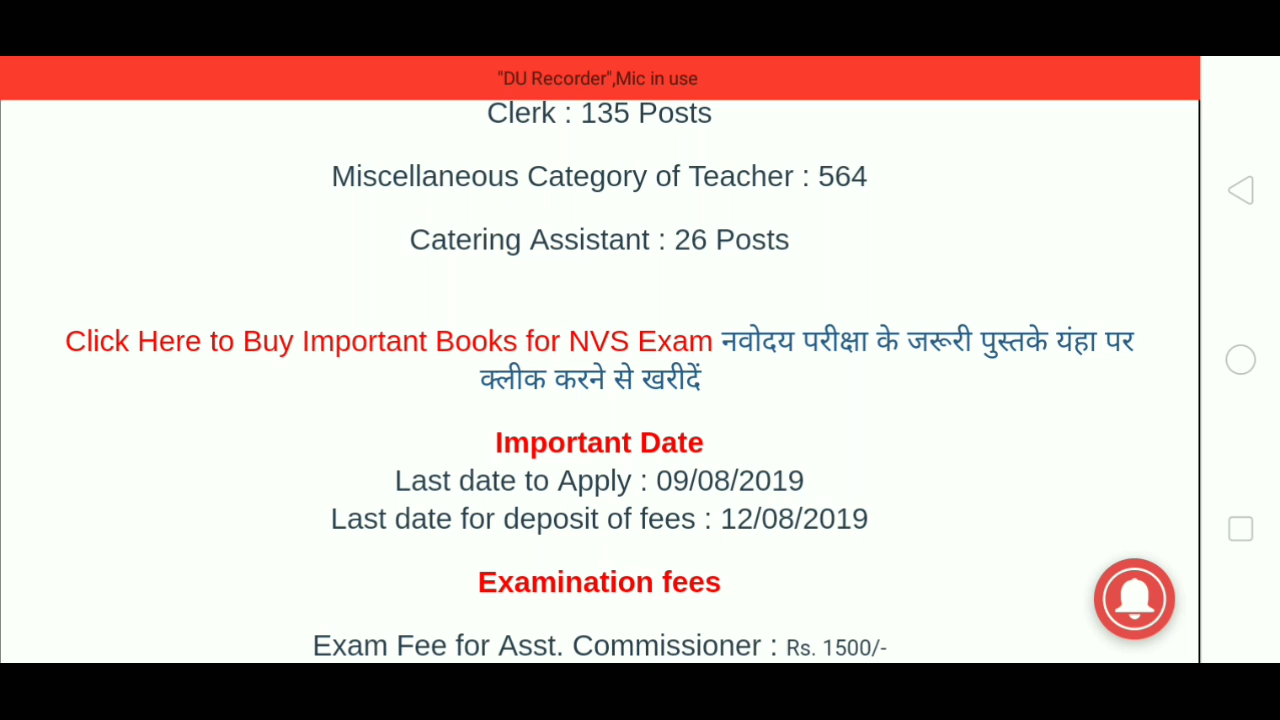 "DU Recorder",Mic in use
Clerk : 135 Posts
Miscellaneous Category of Teacher : 564
Catering Assistant : 26 Posts
Click Here to Buy Important Books for NVS Exam नवोदय परीक्षा के जरूरी पुस्तके यंहा पर
क्लीक करने से खरीदें
Important Date
Last date to Apply : 09/08/2019
Last date for deposit of fees : 12/08/2019
Examination fees
Exam Fee for Asst. Commissioner : Rs. 1500/-